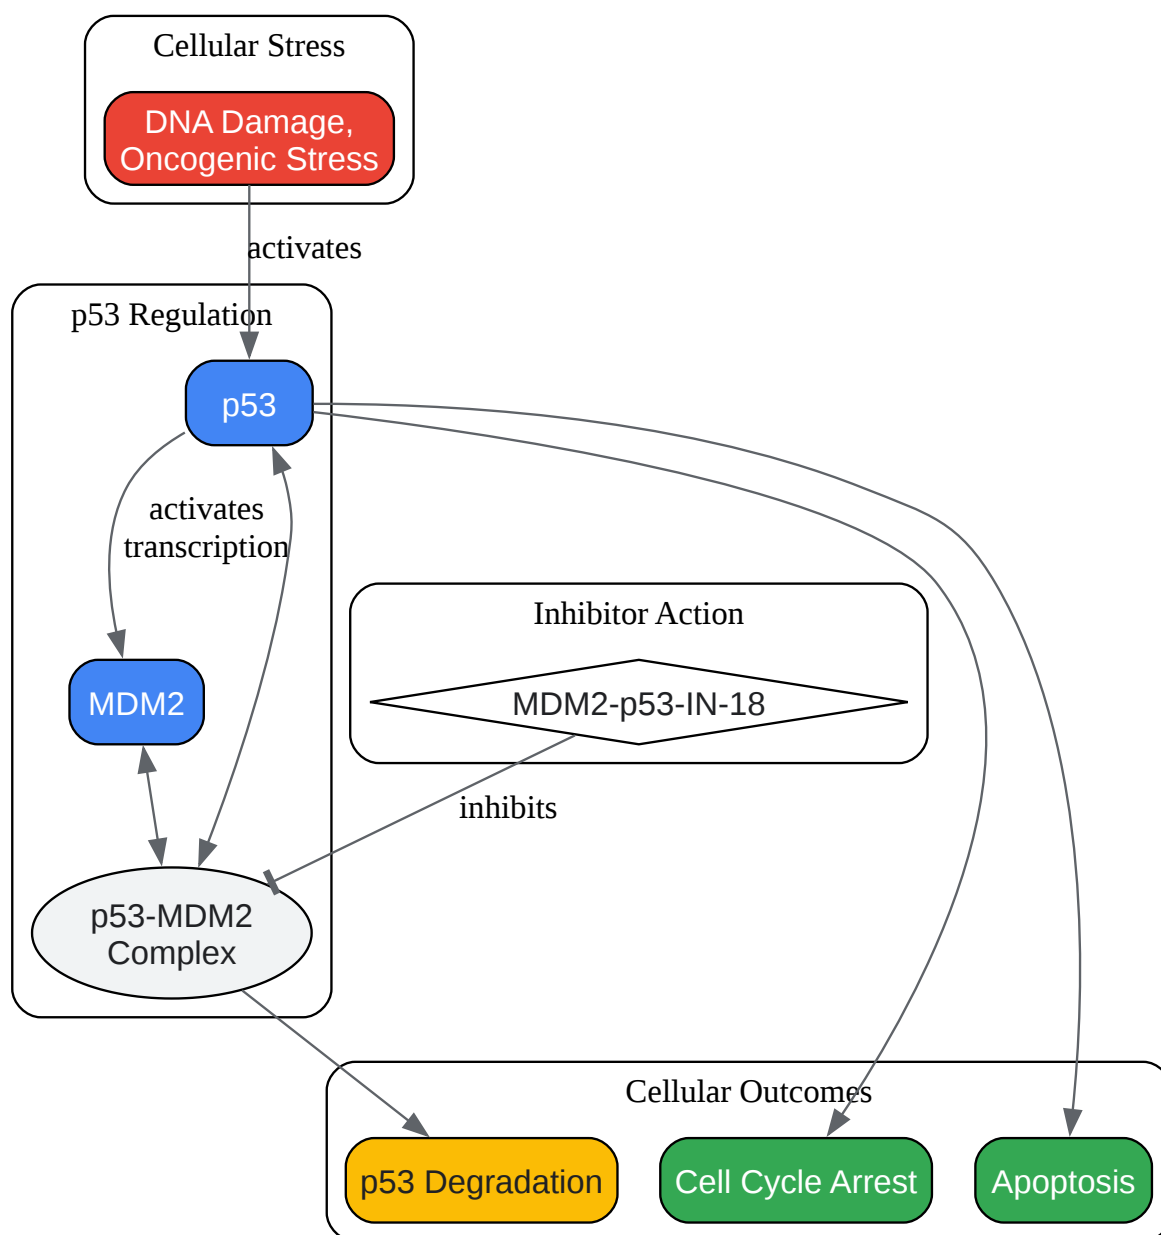 Cellular Stress
DNA Damage,
Oncogenic Stress
activates
p53 Regulation
p53
activates
transcription
Inhibitor Action
MDM2
MDM2-p53-IN-18
inhibits
p53-MDM2
Complex
Cellular Outcomes
p53 Degradation
Cell Cycle Arrest
Apoptosis